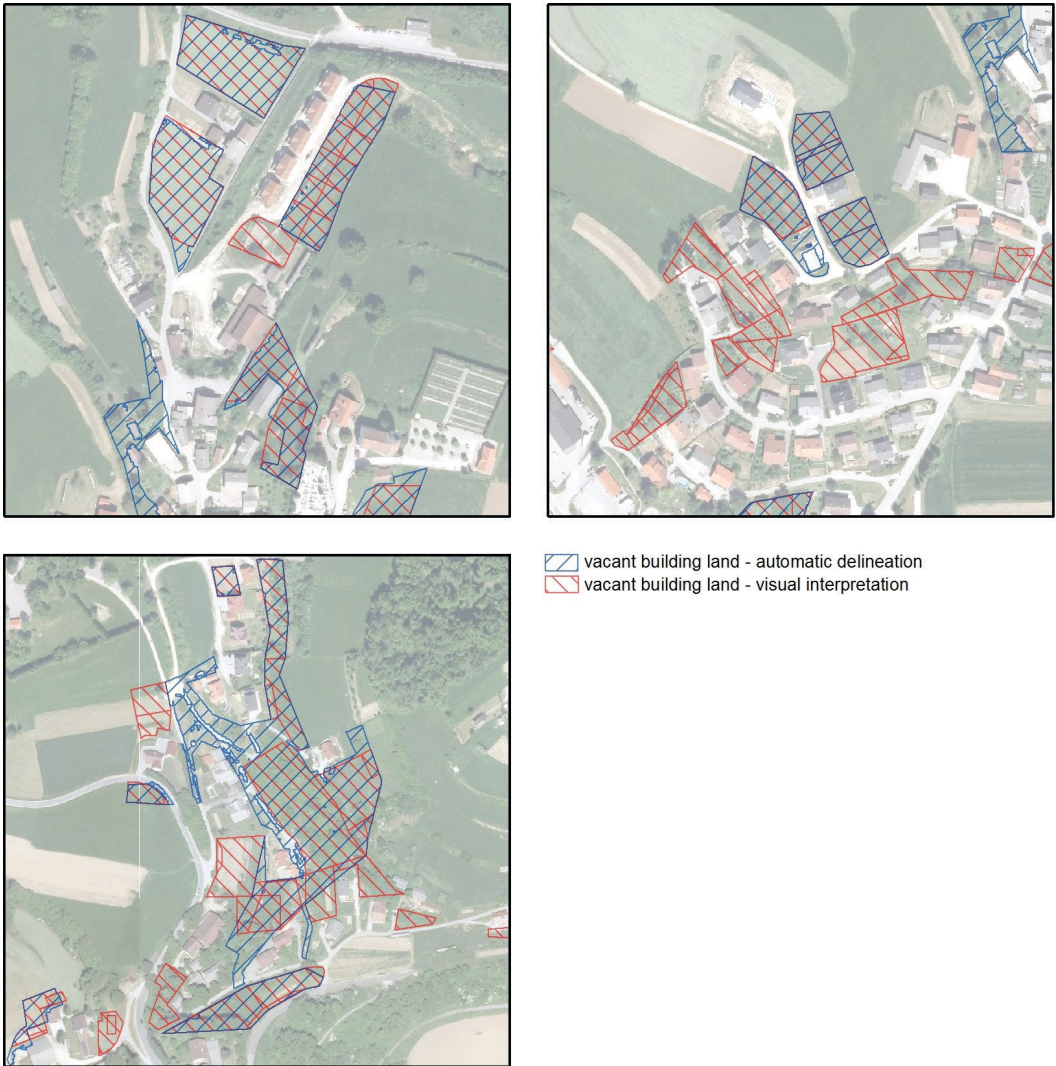 vacant building land - automatic delineation
vacant building land - visual interpretation